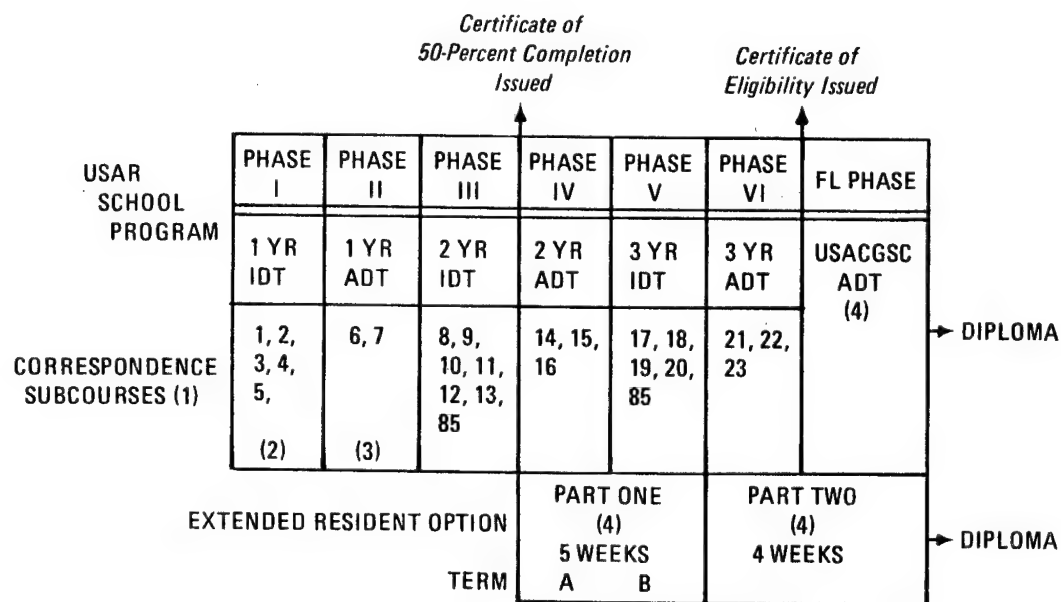 Certificate of
50-Percent Completion
Issued
Certificate of
Eligibility Issued
USAR
SCHOOL
PROGRAM
PHASE
I
PHASE
II
PHASE
III
PHASE
IV
PHASE
V
PHASE
VI
FL PHASE
1 YR
IDT
1 YR
ADT
2 YR
IDT
2 YR
ADT
3 YR
IDT
3 YR
ADT
USACGSC
ADT
(4)
DIPLOMA
CORRESPONDENCE
SUBCOURSES (1)
1, 2,
3, 4,
5,
(2)
6, 7
(3)
8, 9,
10, 11,
12, 13,
85
14, 15,
16
17, 18,
19, 20,
85
21, 22,
23
EXTENDED RESIDENT OPTION
TERM
PART ONE
(4)
5 WEEKS
A B
PART TWO
(4)
4 WEEKS
DIPLOMA